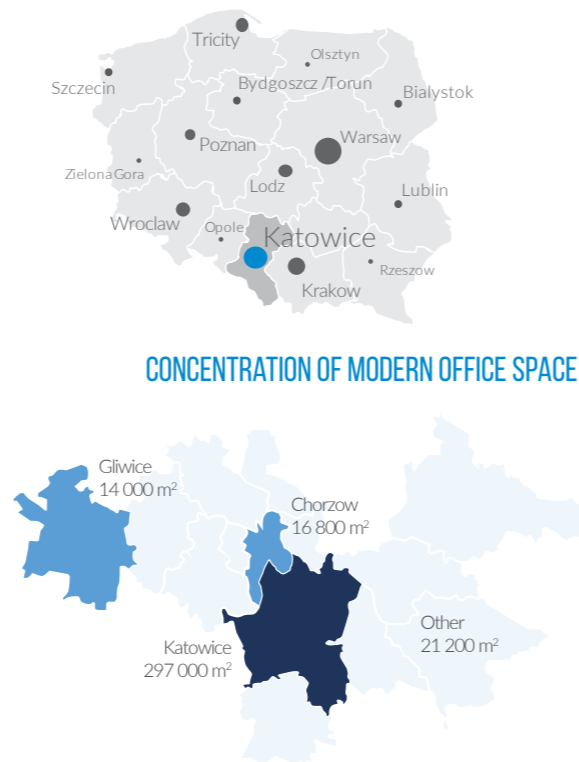 Tricity
Olsztyn
Szczecin
Bydgoszcz /Torun
Bialystok
Poznan
Warsaw
Zielona Gora
Lodz
Lublin
Wroclaw
Opole
Katowice
Rzeszow
Krakow
CONCENTRATION OF MODERN OFFICE SPACE
Gliwice
14 000 m²
Chorzow
16 800 m²
Other
21 200 m²
Katowice
297 000 m²